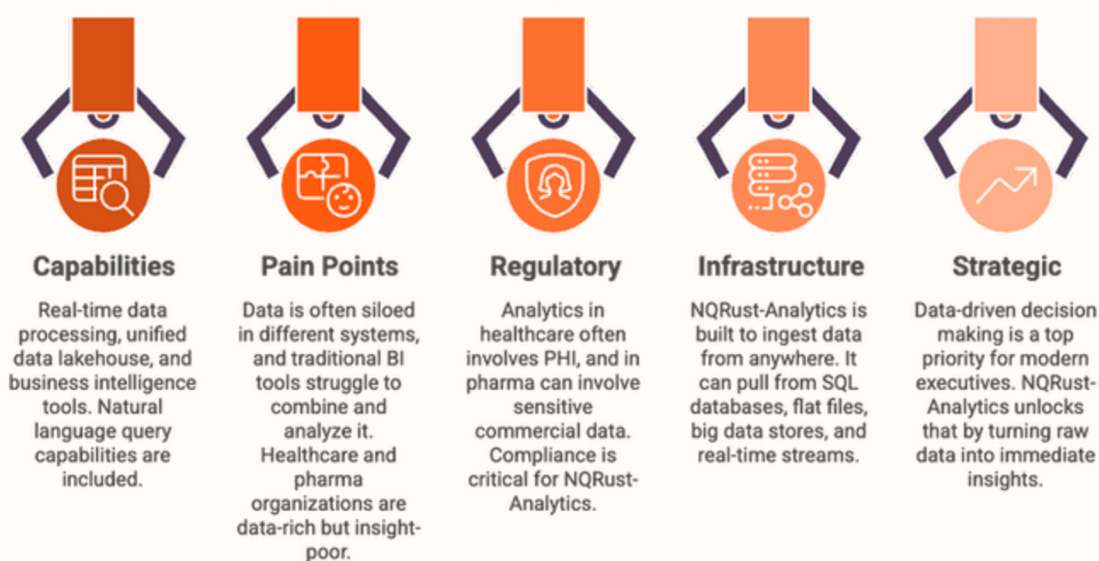 Capabilities
Real-time data
processing, unified
data lakehouse, and
business intelligence
tools. Natural
language query
capabilities are
included.
Pain Points
Data is often siloed
in different systems,
and traditional BI
tools struggle to
combine and
analyze it.
Healthcare and
pharma
organizations are
data-rich but insight-
poor.
Regulatory
Analytics in
healthcare often
involves PHI, and in
pharma can involve
sensitive
commercial data.
Compliance is
critical for NQRust-
Analytics.
Infrastructure
NQRust-Analytics is
built to ingest data
from anywhere. It
can pull from SQL
databases, flat files,
big data stores, and
real-time streams.
Strategic
Data-driven decision
making is a top
priority for modern
executives. NQRust-
Analytics unlocks
that by turning raw
data into immediate
insights.